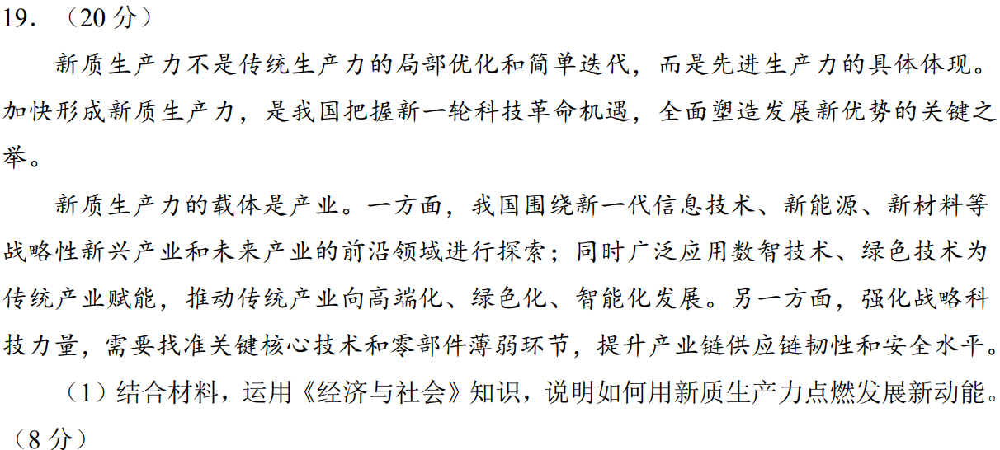 19.（20 分）
新质生产力不是传统生产力的局部优化和简单迭代，而是先进生产力的具体体现。
加快形成新质生产力，是我国把握新一轮科技革命机遇，全面塑造发展新优势的关键之
举。
新质生产力的载体是产业。一方面，我国围绕新一代信息技术、新能源、新材料等
战略性新兴产业和未来产业的前沿领域进行探索；同时广泛应用数智技术、绿色技术为
传统产业赋能，推动传统产业向高端化、绿色化、智能化发展。另一方面，强化战略科
技力量，需要找准关键核心技术和零部件薄弱环节，提升产业链供应链韧性和安全水平。
（1）结合材料，运用《经济与社会》知识，说明如何用新质生产力点燃发展新动能。
（8 分）